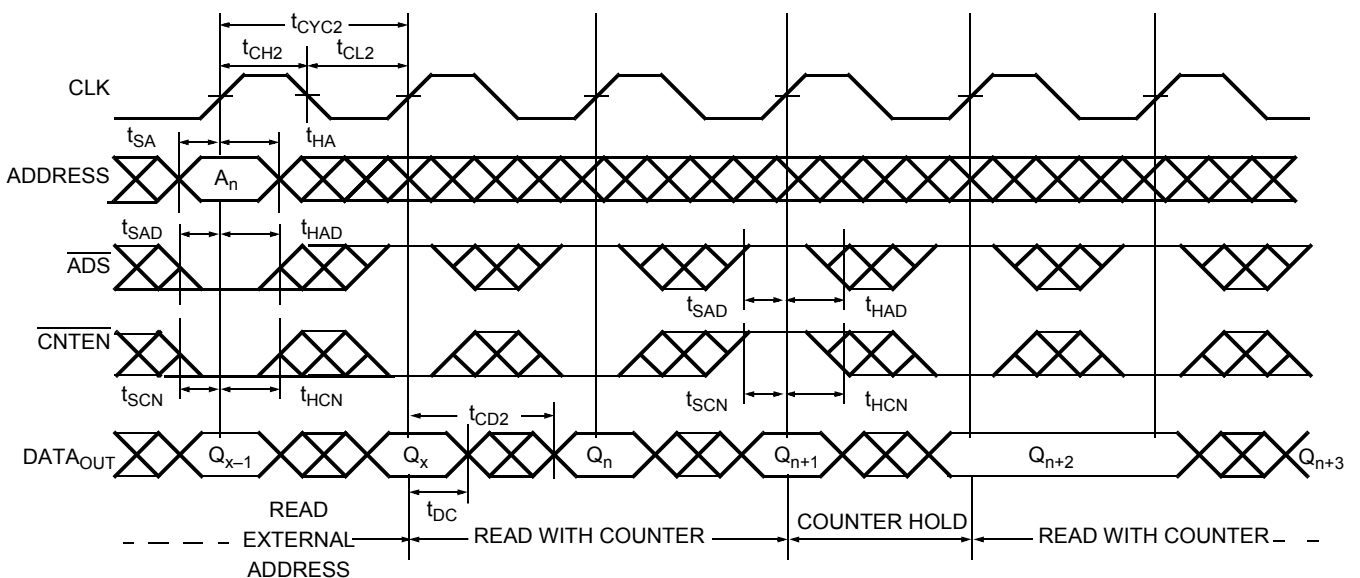 tCYC2
tCH2
tCL2
CLK
tSA
tHA
ADDRESS
An
tSAD
tHAD
ADS
tSAD
tHAD
CNTEN
tSCN
tHCN
tSCN
tHCN
tCD2
DATAOUT
Qx–1
Qx
Qn
Qn+1
Qn+2
Qn+3
tDC
READ
EXTERNAL
ADDRESS
READ WITH COUNTER
COUNTER HOLD
READ WITH COUNTER